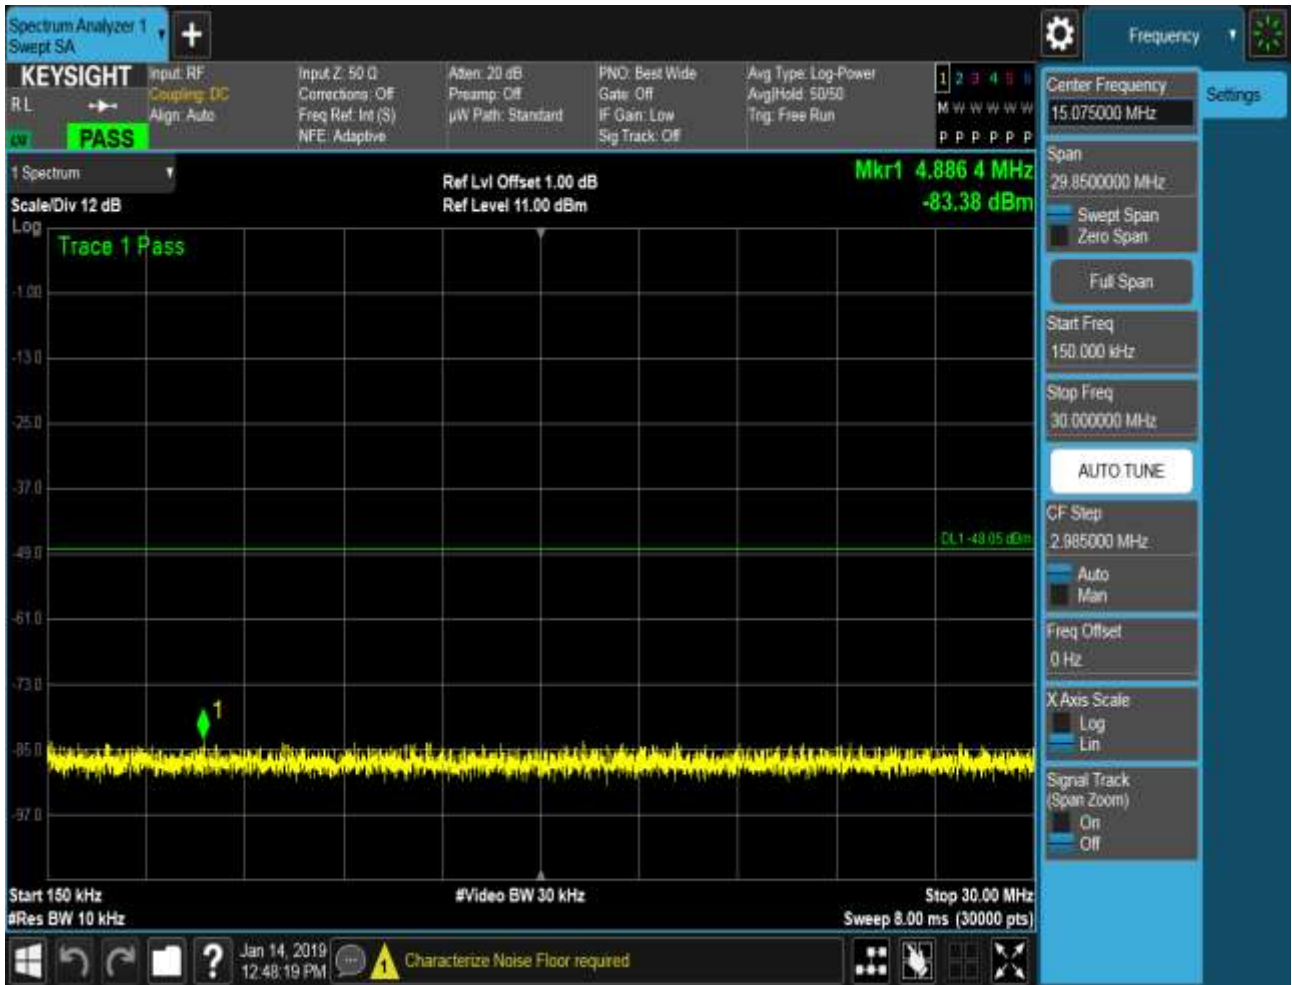 Spectrum Analyzer 1
Swept SA
Frequency
KEYSIGHT
R L
PASS
Input: RF
Coupling: DC
Align: Auto
Input Z: 50 Ω
Corrections: Off
Freq Ref: Int (S)
NFE: Adaptive
Atten: 20 dB
Preamp: Off
µW Path: Standard
PNO: Best Wide
Gate: Off
IF Gain: Low
Sig Track: Off
Avg Type: Log-Power
Avg|Hold: 50/50
Trig: Free Run
1 2 3 4 5 6
M W W W W W
P P P P P P
1 Spectrum
Scale/Div 12 dB
Log
Ref Lvl Offset 1.00 dB
Ref Level 11.00 dBm
Mkr1 4.886 4 MHz
-83.38 dBm
Trace 1 Pass
-1.00
-13.0
-25.0
-37.0
-49.0
-61.0
-73.0
-85.0
-97.0
DL1 -48.05 dBm
1
Start 150 kHz
#Res BW 10 kHz
#Video BW 30 kHz
Stop 30.00 MHz
Sweep 8.00 ms (30000 pts)
Center Frequency
15.075000 MHz
Settings
Span
29.8500000 MHz
Swept Span
Zero Span
Full Span
Start Freq
150.000 kHz
Stop Freq
30.000000 MHz
AUTO TUNE
CF Step
2.985000 MHz
Auto
Man
Freq Offset
0 Hz
X Axis Scale
Log
Lin
Signal Track
(Span Zoom)
On
Off
?
Jan 14, 2019
12:48:19 PM
1
Characterize Noise Floor required